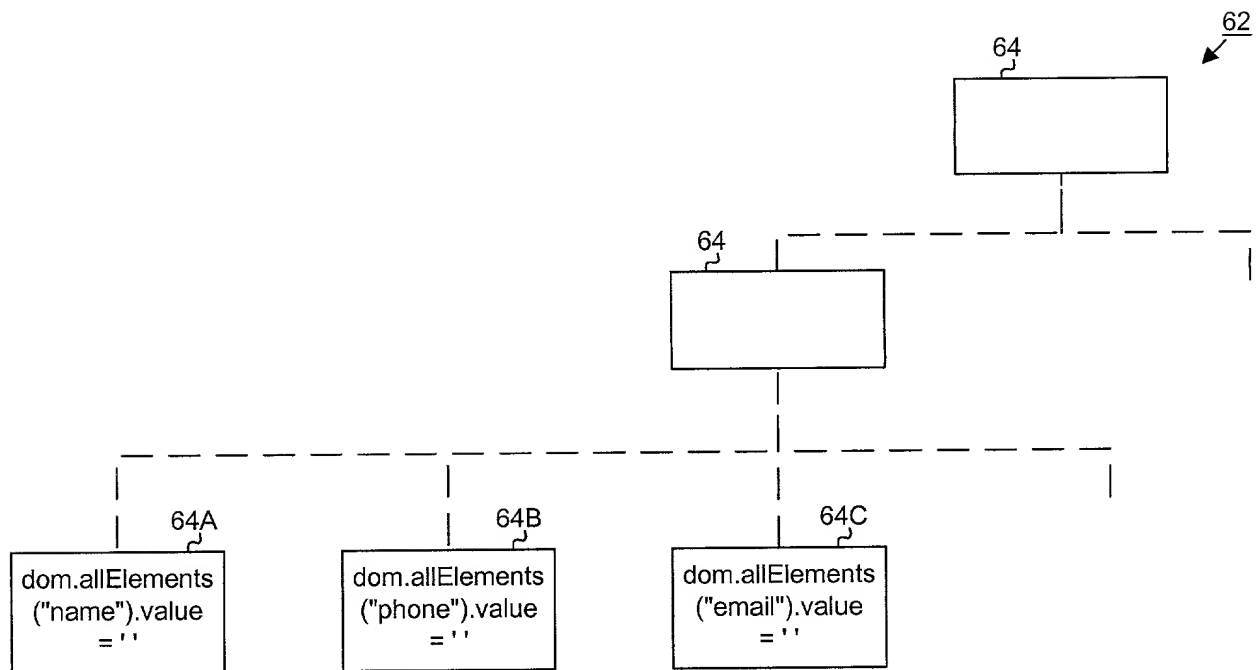 62
64
64
64A
64B
64C
dom.allElements
("name").value
= ' '
dom.allElements
("phone").value
= ' '
dom.allElements
("email").value
= ' '